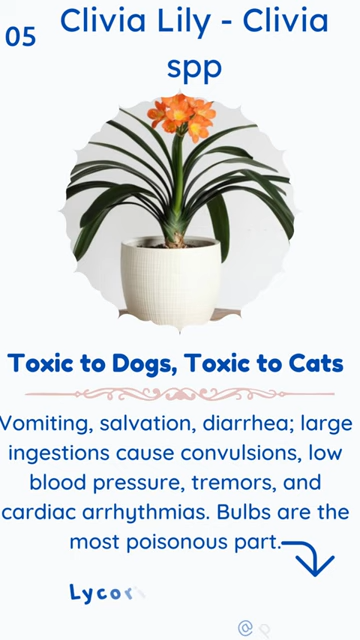 05
Clivia Lily - Clivia
spp
Toxic to Dogs, Toxic to Cats
Vomiting, salvation, diarrhea; large
ingestions cause convulsions, low
blood pressure, tremors, and
cardiac arrhythmias. Bulbs are the
most poisonous part.